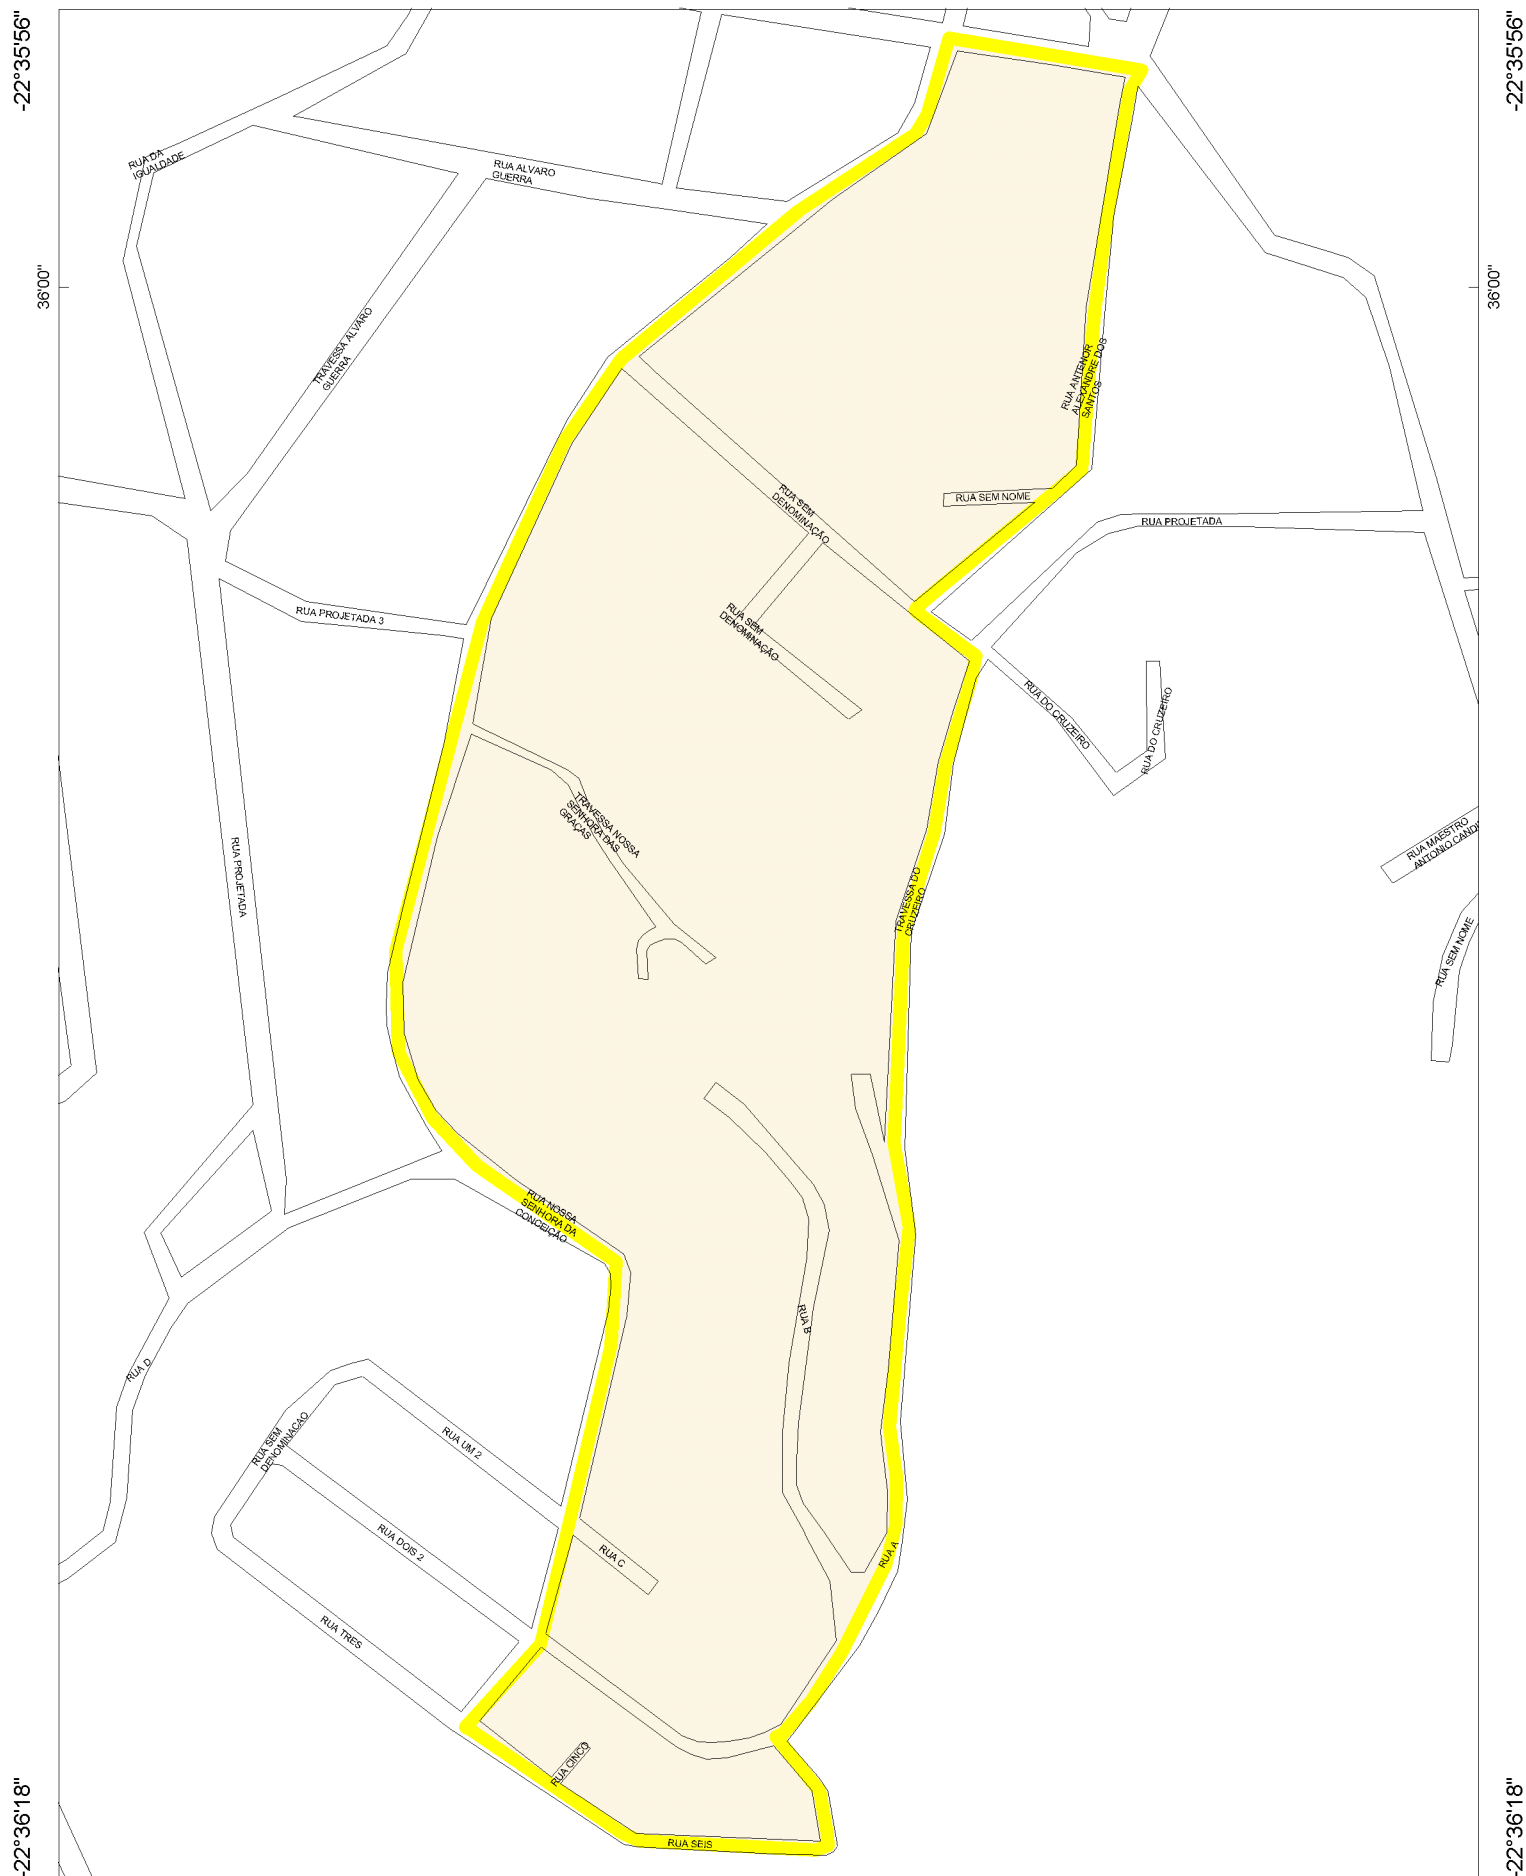 -22°35'56"
-22°35'56"
RUA DA
IGUALDADE
RUA ALVARO
GUERRA
36'00"
36'00"
TRAVESSA ALVARO
GUERRA
RUA ANTENOR
ALEXANDRE DOS
SANTOS
RUA SEM
DENOMINAÇÃO
RUA SEM NOME
RUA PROJETADA
RUA PROJETADA 3
RUA SEM
DENOMINAÇÃO
RUA DO CRUZEIRO
RUA DO CRUZEIRO
TRAVESSA NOSSA
SENHORA DAS
GRAÇAS
RUA MAESTRO
ANTONIO CANDI
RUA PROJETADA
TRAVESSA DO
CRUZEIRO
RUA SEM NOME
RUA NOSSA
SENHORA DA
CONCEIÇÃO
RUA B
RUA D
RUA SEM
DENOMINACAO
RUA UM 2
RUA DOIS 2
RUA C
RUA A
RUA TRES
RUA CINCO
RUA SEIS
-22°36'18"
-22°36'18"